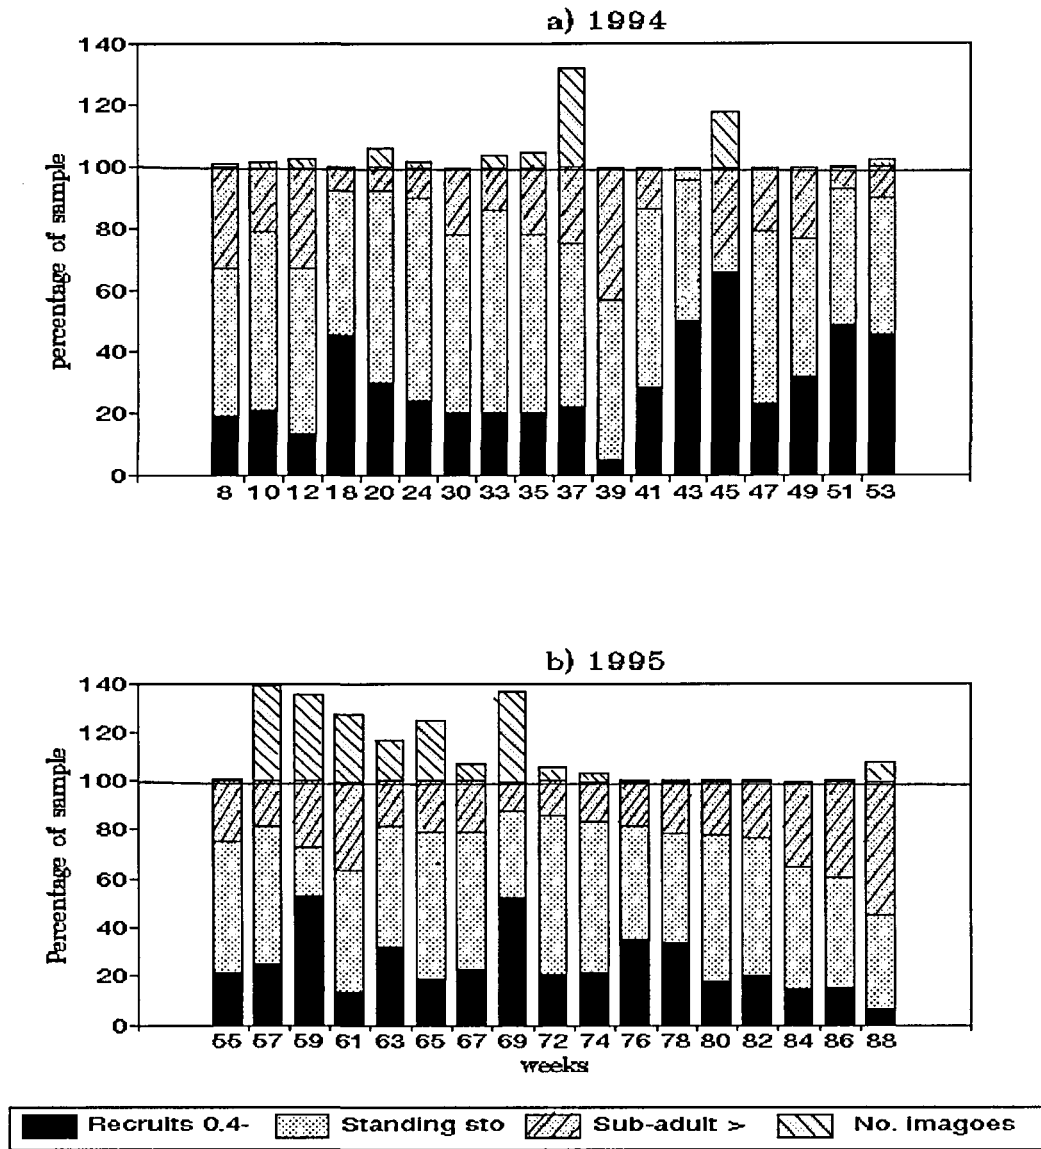 a) 1994
percentage of sample
140
120
100
80
60
40
20
0
8 10 12 18 20 24 30 33 35 37 39 41 43 45 47 49 51 53
b) 1995
Percentage of sample
140
120
100
80
60
40
20
0
55 57 59 61 63 65 67 69 72 74 76 78 80 82 84 86 88
weeks
Recruits 0.4- Standing sto Sub-adult > No. imagoes